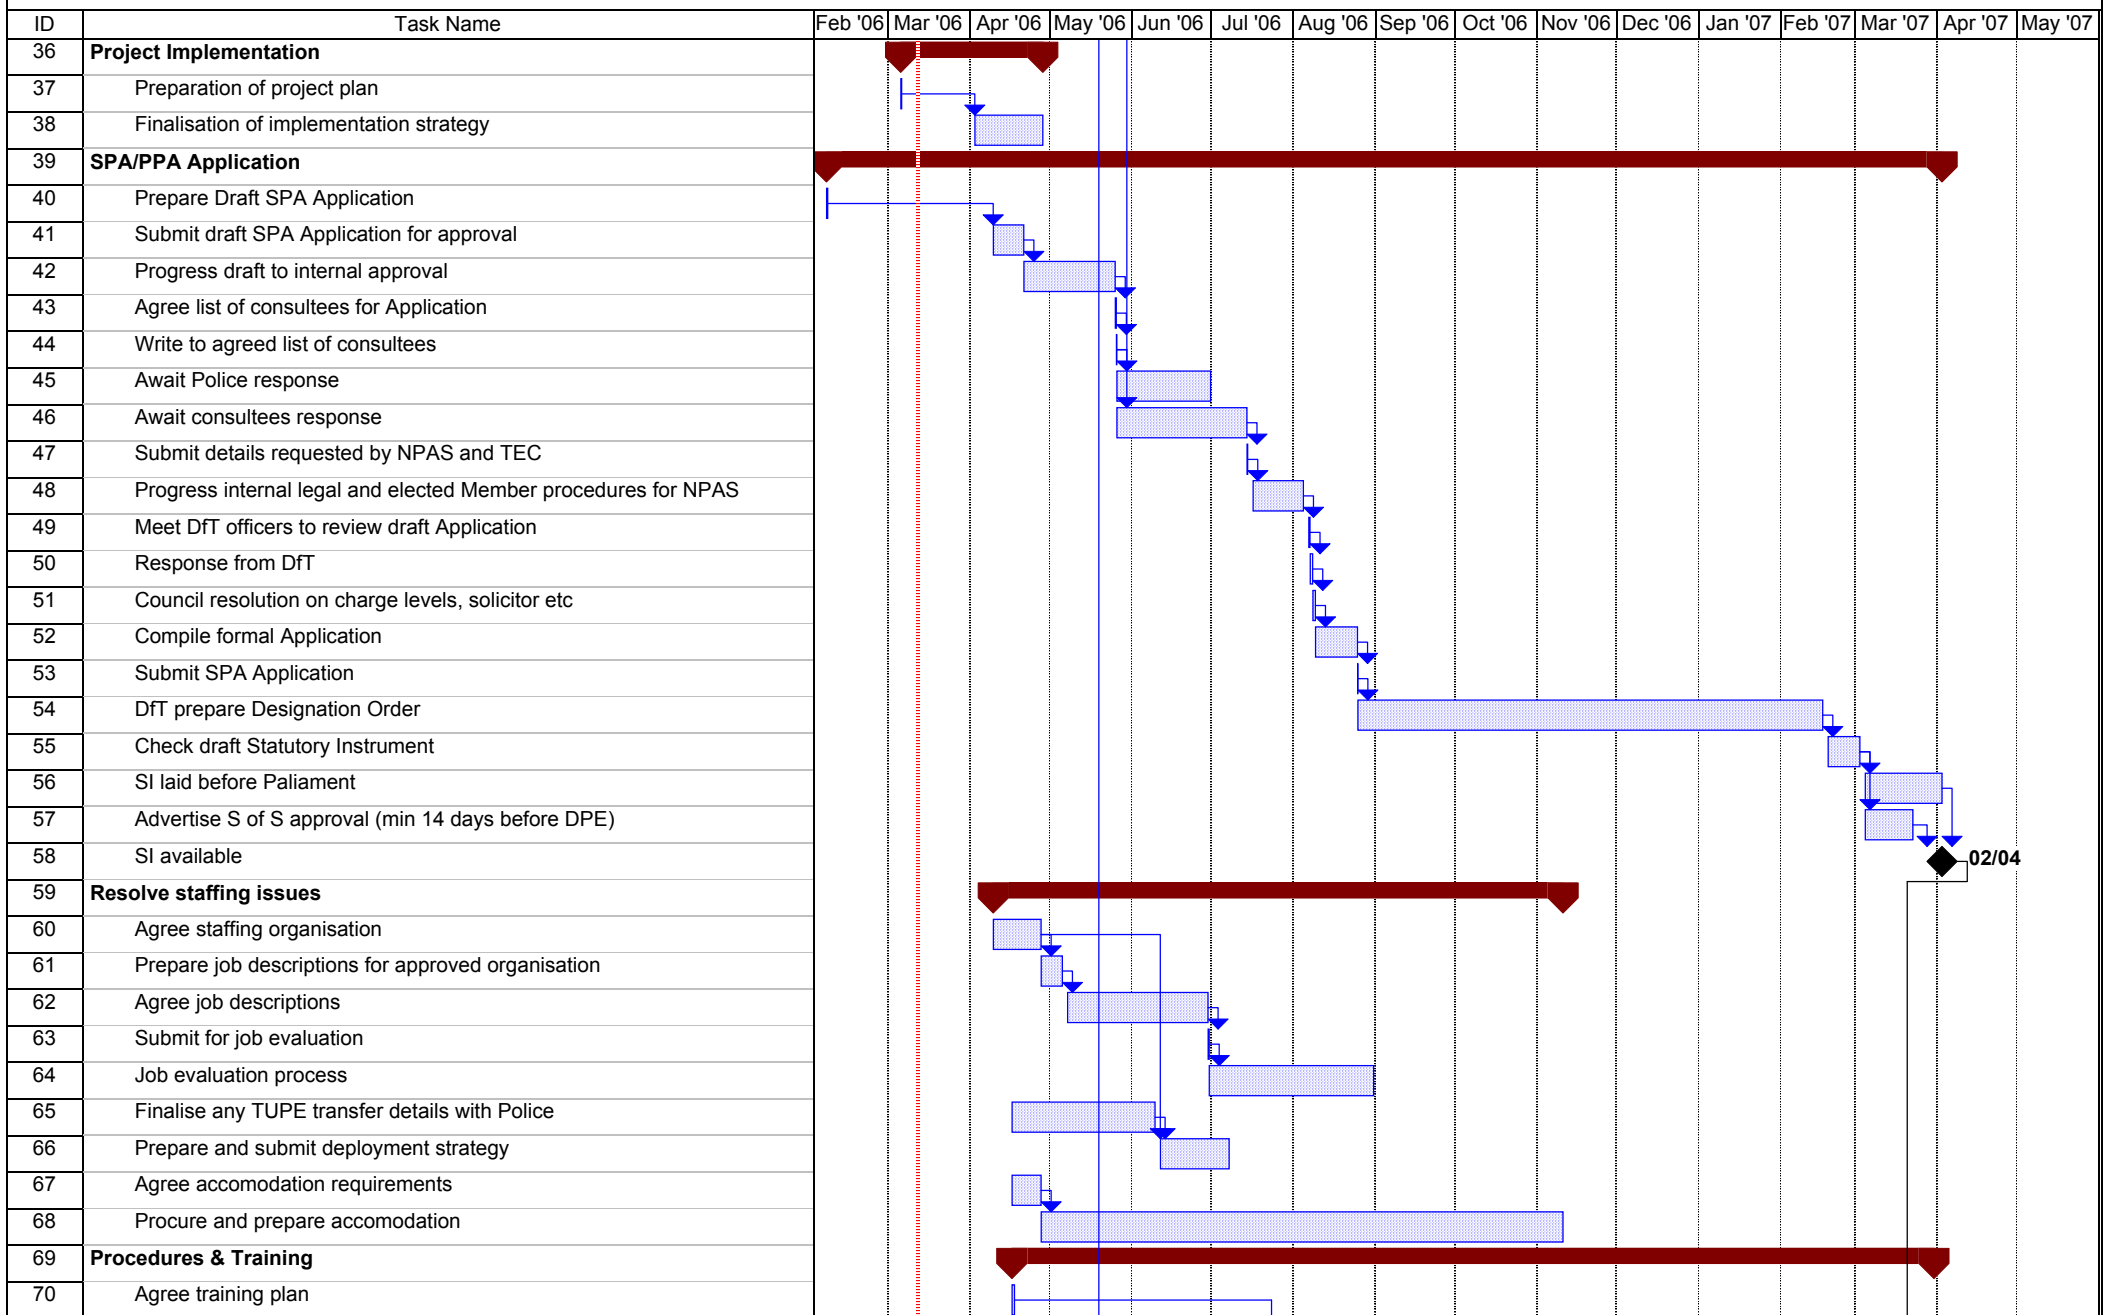 ID Task Name Feb '06 Mar '06 Apr '06 May '06 Jun '06 Jul '06 Aug '06 Sep '06 Oct '06 Nov '06 Dec '06 Jan '07 Feb '07 Mar '07 Apr '07 May '07
36 Project Implementation
37 Preparation of project plan
38 Finalisation of implementation strategy
39 SPA/PPA Application
40 Prepare Draft SPA Application
41 Submit draft SPA Application for approval
42 Progress draft to internal approval
43 Agree list of consultees for Application
44 Write to agreed list of consultees
45 Await Police response
46 Await consultees response
47 Submit details requested by NPAS and TEC
48 Progress internal legal and elected Member procedures for NPAS
49 Meet DfT officers to review draft Application
50 Response from DfT
51 Council resolution on charge levels, solicitor etc
52 Compile formal Application
53 Submit SPA Application
54 DfT prepare Designation Order
55 Check draft Statutory Instrument
56 SI laid before Paliament
57 Advertise S of S approval (min 14 days before DPE)
58 SI available 02/04
59 Resolve staffing issues
60 Agree staffing organisation
61 Prepare job descriptions for approved organisation
62 Agree job descriptions
63 Submit for job evaluation
64 Job evaluation process
65 Finalise any TUPE transfer details with Police
66 Prepare and submit deployment strategy
67 Agree accomodation requirements
68 Procure and prepare accomodation
69 Procedures & Training
70 Agree training plan